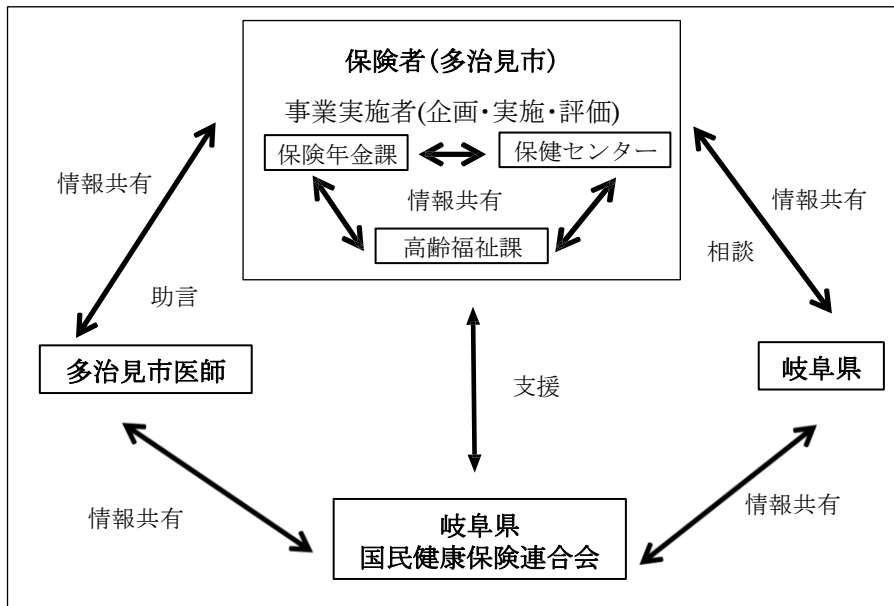 保険者(多治見市)
事業実施者(企画・実施・評価)
保険年金課
保健センター
情報共有
高齢福祉課
情報共有
助言
情報共有
相談
多治見市医師
支援
岐阜県
情報共有
情報共有
岐阜県
国民健康保険連合会